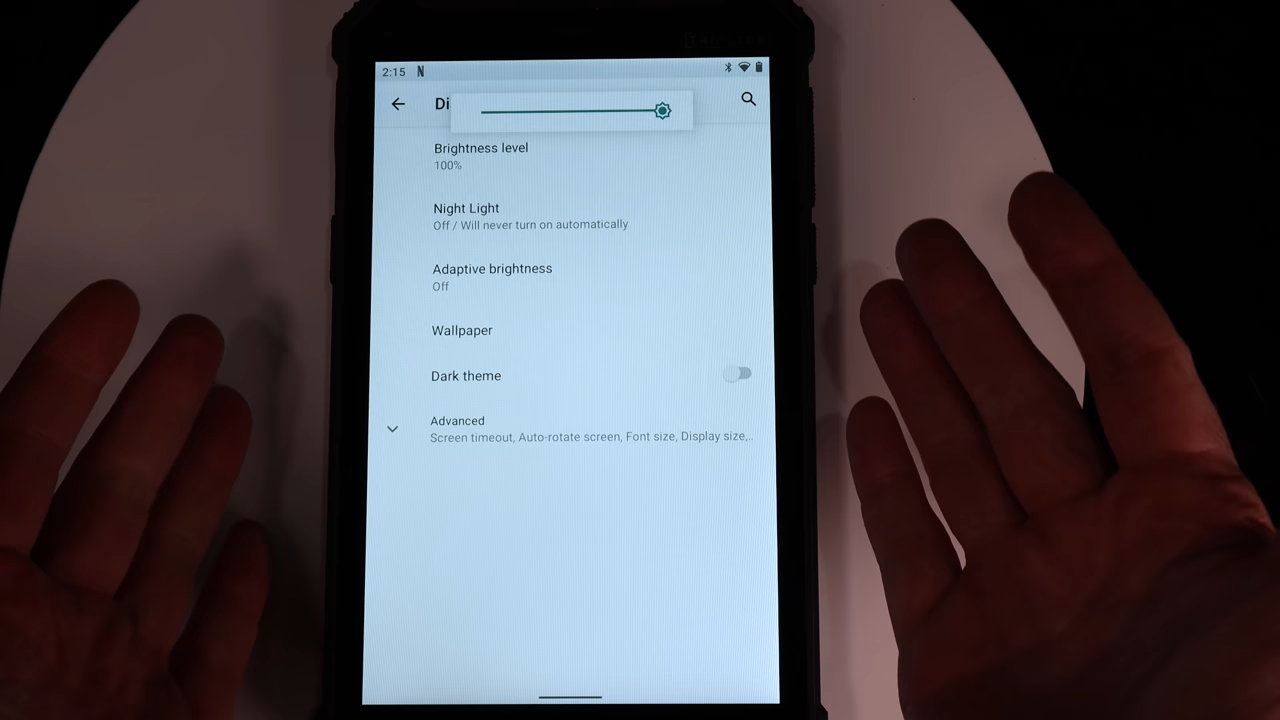 2:15 N
Di
Brightness level
100%
Night Light
Off / Will never turn on automatically
Adaptive brightness
Off
Wallpaper
Dark theme
Advanced
Screen timeout, Auto-rotate screen, Font size, Display size,..